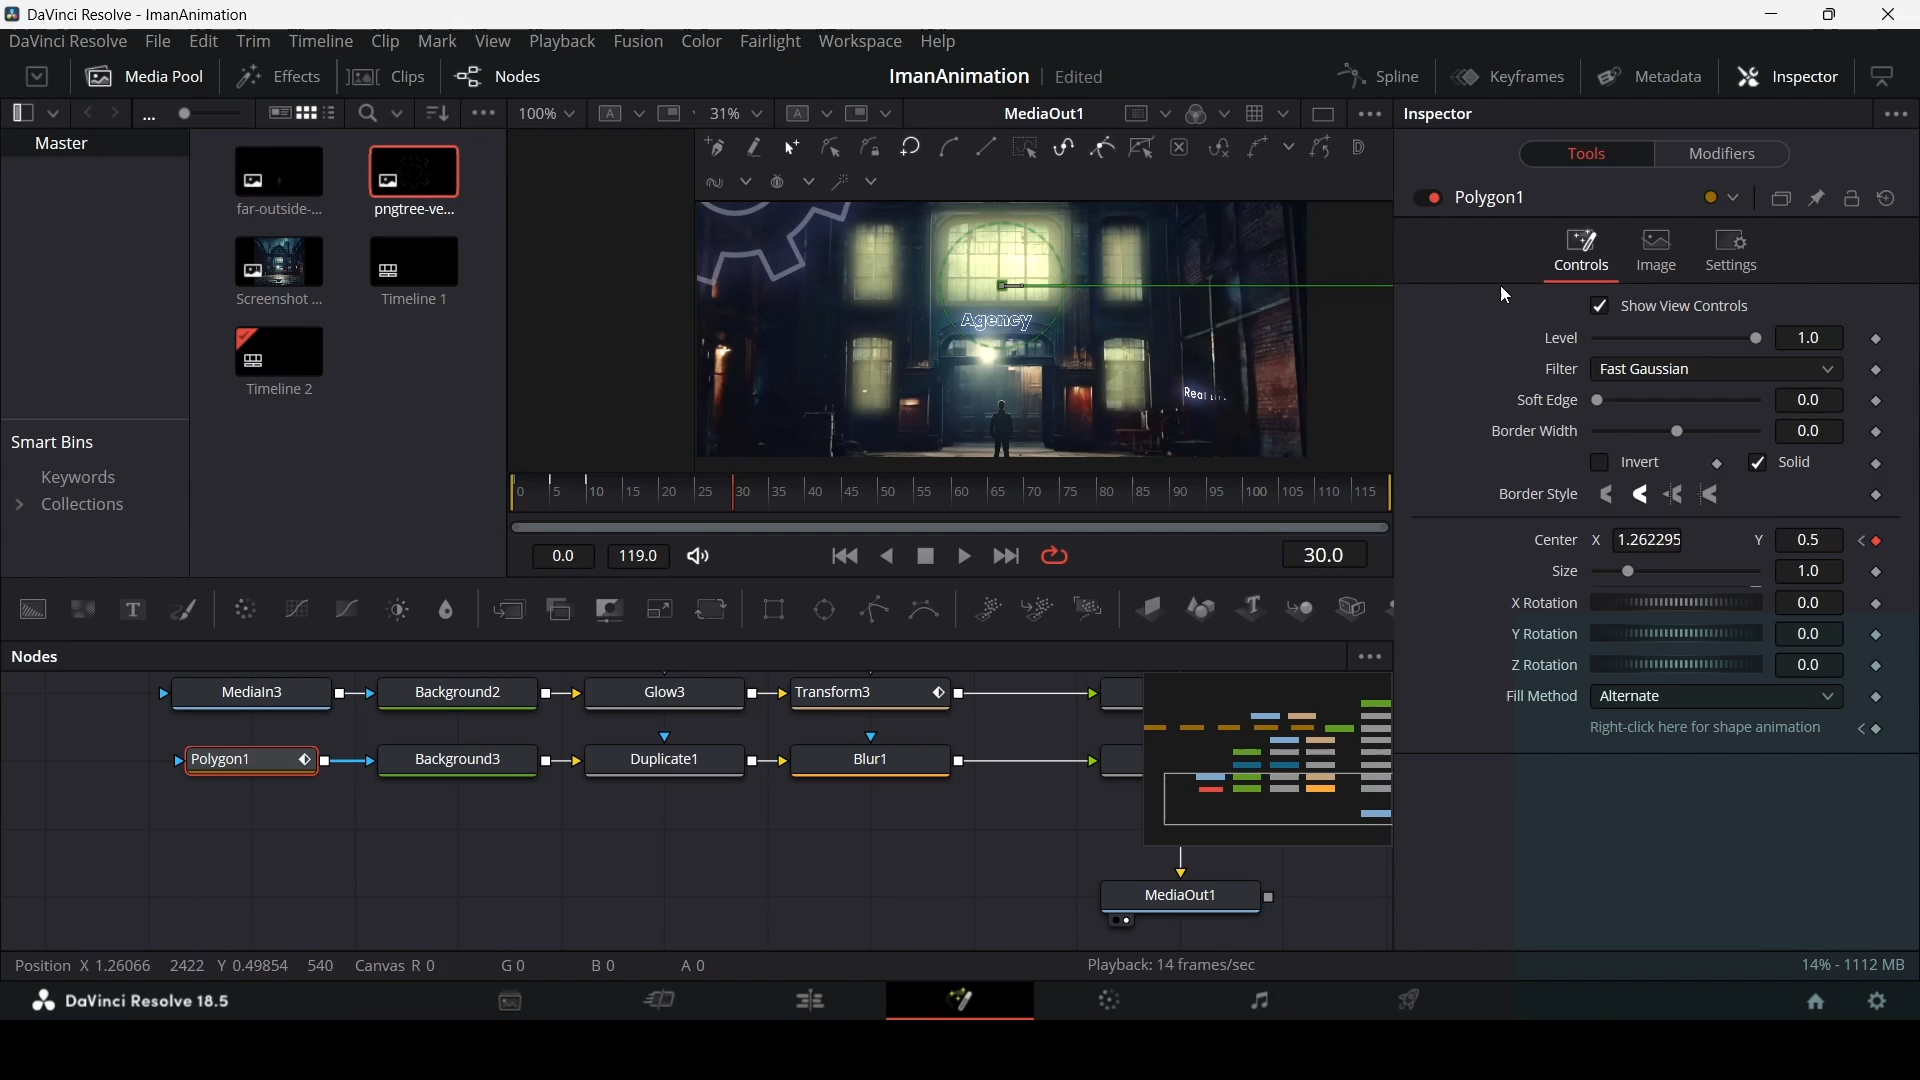 DaVinci Resolve - ImanAnimation
DaVinci Resolve File Edit Trim Timeline Clip Mark View Playback Fusion Color Fairlight Workspace Help
Media Pool Effects Clips Nodes ImanAnimation Edited Spline Keyframes Metadata Inspector
... 100% A 31% A MediaOut1 Inspector
Master
Tools Modifiers
Polygon1
far-outside-... pngtree-ve...
Controls Image Settings
Screenshot ... Timeline 1
Timeline 2
Agency
Show View Controls
Level 1.0
Filter Fast Gaussian
Soft Edge 0.0
Border Width 0.0
Invert Solid
Border Style
Smart Bins
Keywords
Collections
0 5 10 15 20 25 30 35 40 45 50 55 60 65 70 75 80 85 90 95 100 105 110 115
0.0 119.0 30.0
Center X 1.262295 Y 0.5
Size 1.0
X Rotation 0.0
Y Rotation 0.0
Z Rotation 0.0
Fill Method Alternate
Right-click here for shape animation
Nodes
MediaIn3 Background2 Glow3 Transform3
Polygon1 Background3 Duplicate1 Blur1
MediaOut1
Position X 1.26066 2422 Y 0.49854 540 Canvas R 0 G 0 B 0 A 0 Playback: 14 frames/sec 14% - 1112 MB
DaVinci Resolve 18.5